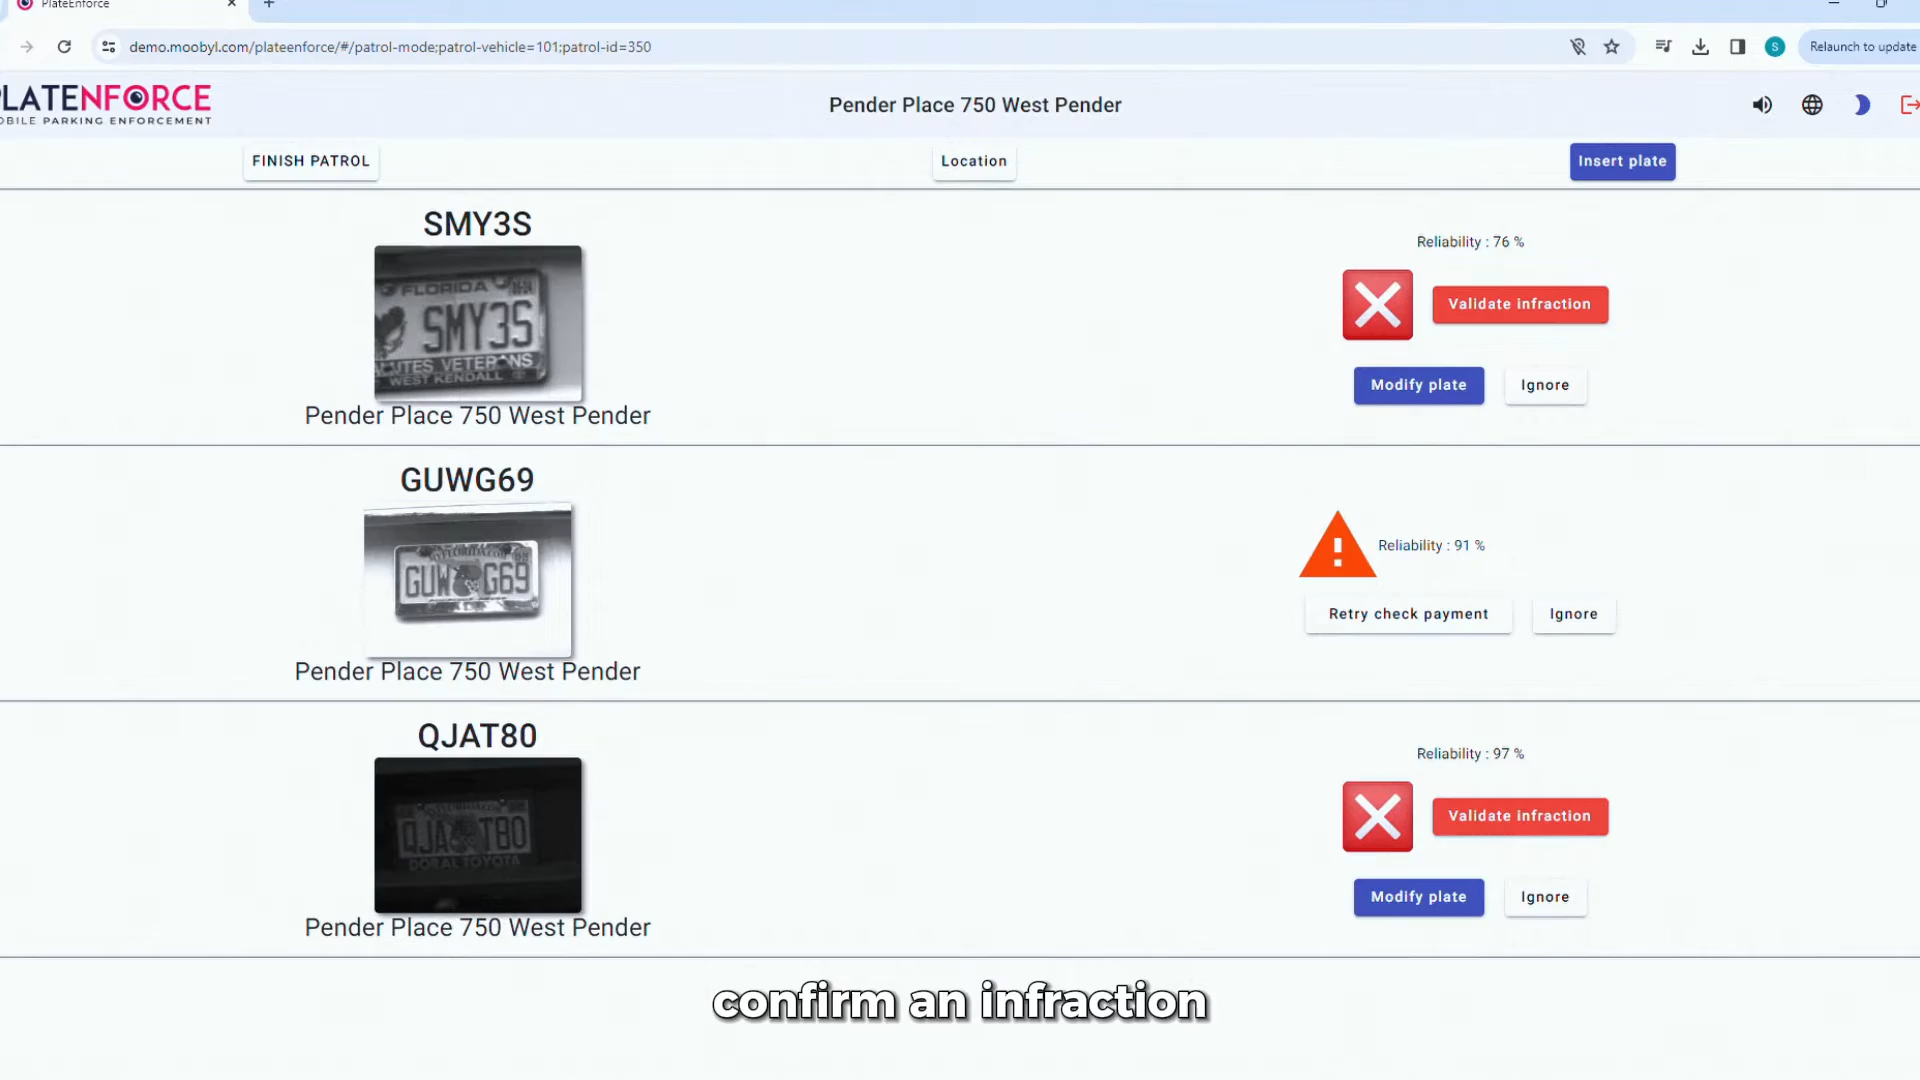 PlateEnforce
demo.moobyl.com/plateenforce/#/patrol-mode;patrol-vehicle=101;patrol-id=350
S
Relaunch to update
LATENFORCE
OBILE PARKING ENFORCEMENT
Pender Place 750 West Pender
FINISH PATROL
Location
Insert plate
SMY3S
Reliability : 76 %
FLORIDA
SMY3S
UTES VETERANS
WEST KENDALL
Validate infraction
Modify plate
Ignore
Pender Place 750 West Pender
GUWG69
Reliability : 91 %
GUW G69
Retry check payment
Ignore
Pender Place 750 West Pender
QJAT80
Reliability : 97 %
QJA T80
DORAL TOYOTA
Validate infraction
Modify plate
Ignore
Pender Place 750 West Pender
confirm an infraction